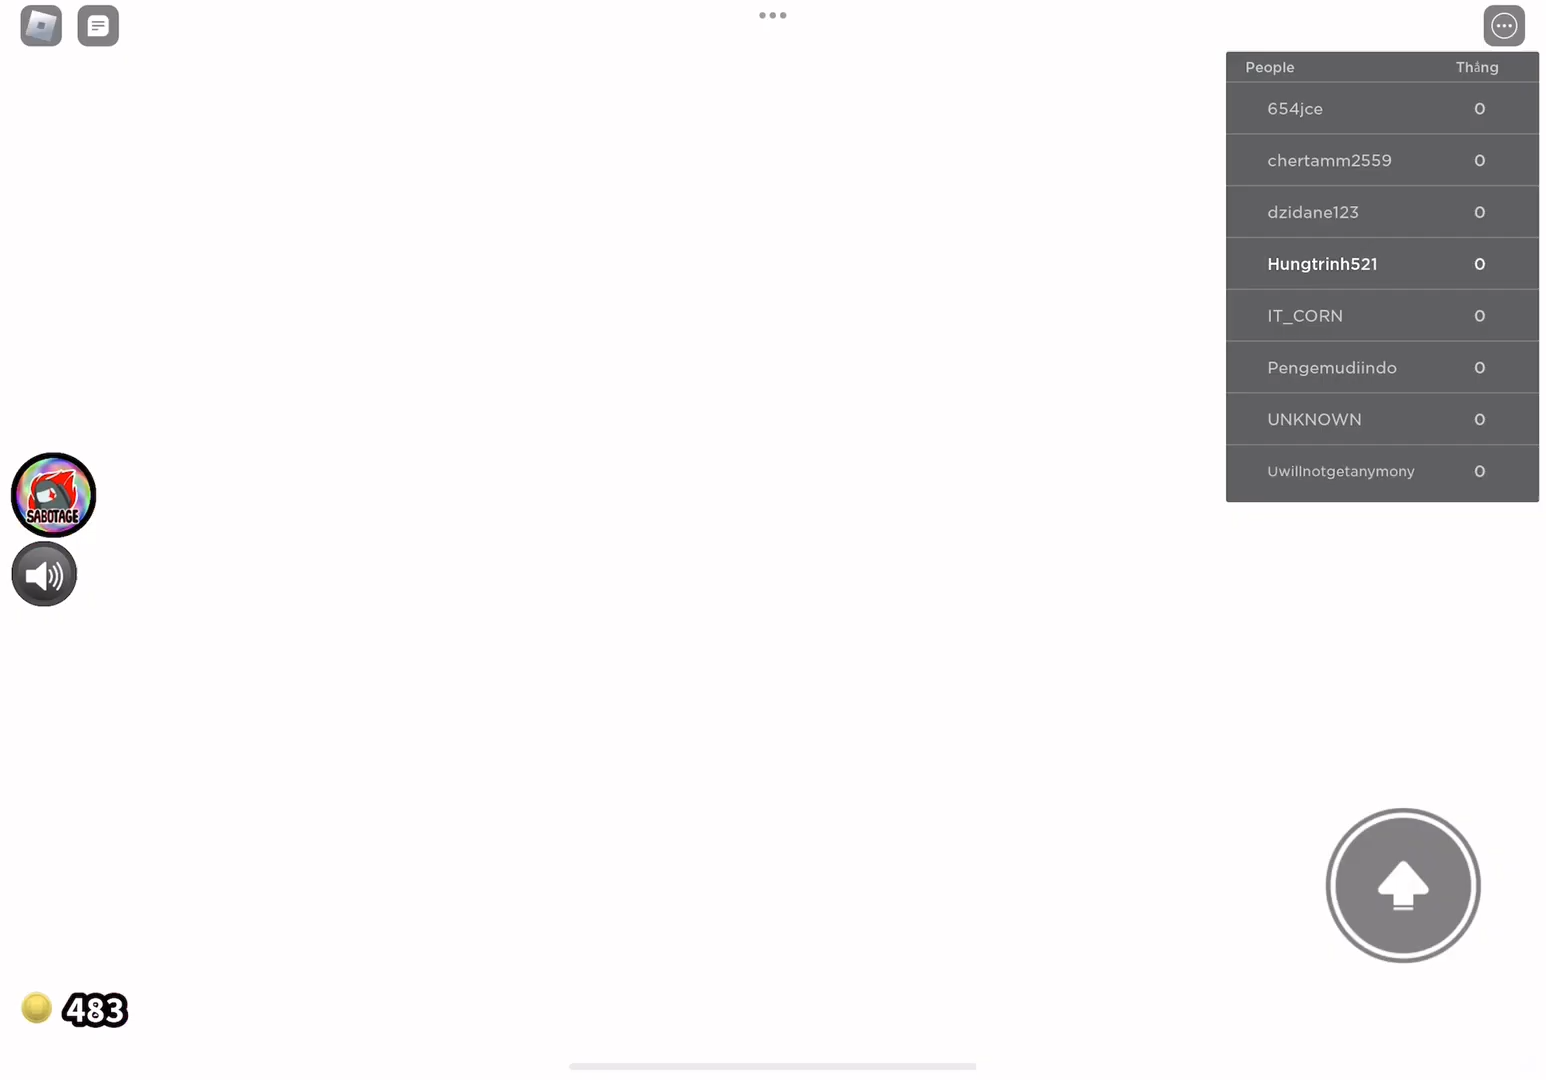 People Thắng
654jce 0
chertamm2559 0
dzidane123 0
Hungtrinh521 0
IT_CORN 0
Pengemudiindo 0
UNKNOWN 0
Uwillnotgetanymony 0
SABOTAGE
483